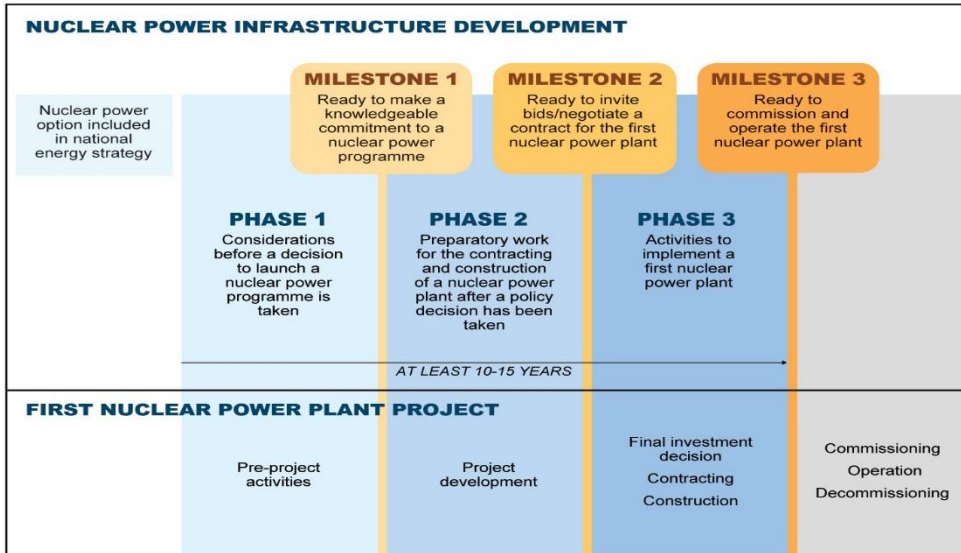 NUCLEAR POWER INFRASTRUCTURE DEVELOPMENT
Nuclear power
option included
in national
energy strategy
MILESTONE 1
Ready to make a
knowledgeable
commitment to a
nuclear power
programme
MILESTONE 2
Ready to invite
bids/negotiate a
contract for the first
nuclear power plant
MILESTONE 3
Ready to
commission and
operate the first
nuclear power plant
PHASE 1
Considerations
before a decision
to launch a
nuclear power
programme is
taken
PHASE 2
Preparatory work
for the contracting
and construction
of a nuclear power
plant after a policy
decision has been
taken
PHASE 3
Activities to
implement a
first nuclear
power plant
AT LEAST 10-15 YEARS
FIRST NUCLEAR POWER PLANT PROJECT
Pre-project
activities
Project
development
Final investment
decision
Contracting
Construction
Commissioning
Operation
Decommissioning